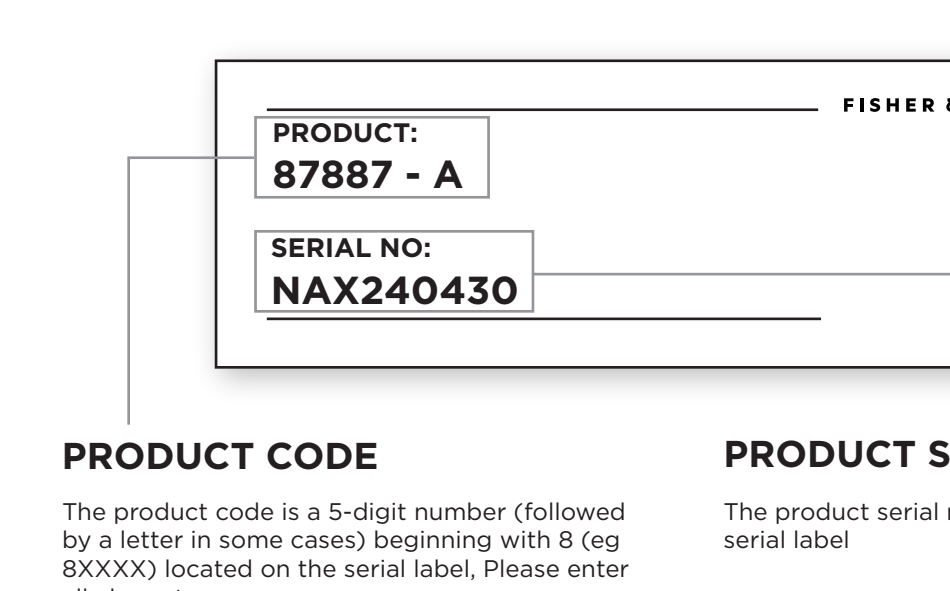 FISHER &
PRODUCT:
87887 - A
SERIAL NO:
NAX240430
PRODUCT CODE
The product code is a 5-digit number (followed
by a letter in some cases) beginning with 8 (eg
8XXXX) located on the serial label, Please enter
PRODUCT S
The product serial
serial label